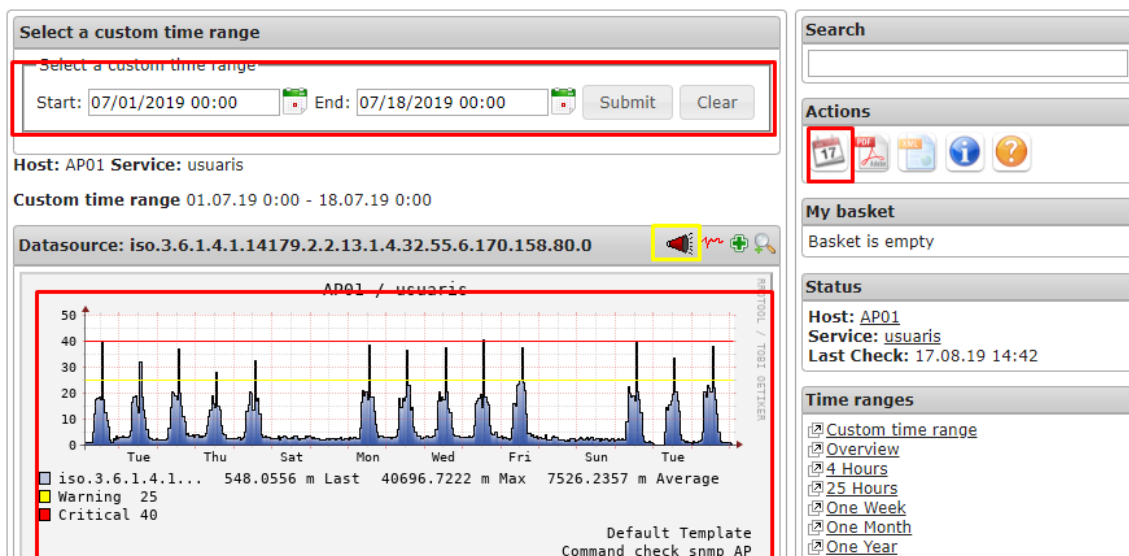 Select a custom time range
Select a custom time range
Start: 07/01/2019 00:00 End: 07/18/2019 00:00 Submit Clear
Host: AP01 Service: usuaris
Custom time range 01.07.19 0:00 - 18.07.19 0:00
Datasource: iso.3.6.1.4.1.14179.2.2.13.1.4.32.55.6.170.158.80.0
AP01 / usuaris
RRDTOOL / TOBI OETIKER
50
40
30
20
10
0
Tue Thu Sat Mon Wed Fri Sun Tue
iso.3.6.1.4.1... 548.0556 m Last 40696.7222 m Max 7526.2357 m Average
Warning 25
Critical 40
Default Template
Command check snmp AP
Search
Actions
17 PDF Adobe XML i ?
My basket
Basket is empty
Status
Host: AP01
Service: usuaris
Last Check: 17.08.19 14:42
Time ranges
Custom time range
Overview
4 Hours
25 Hours
One Week
One Month
One Year